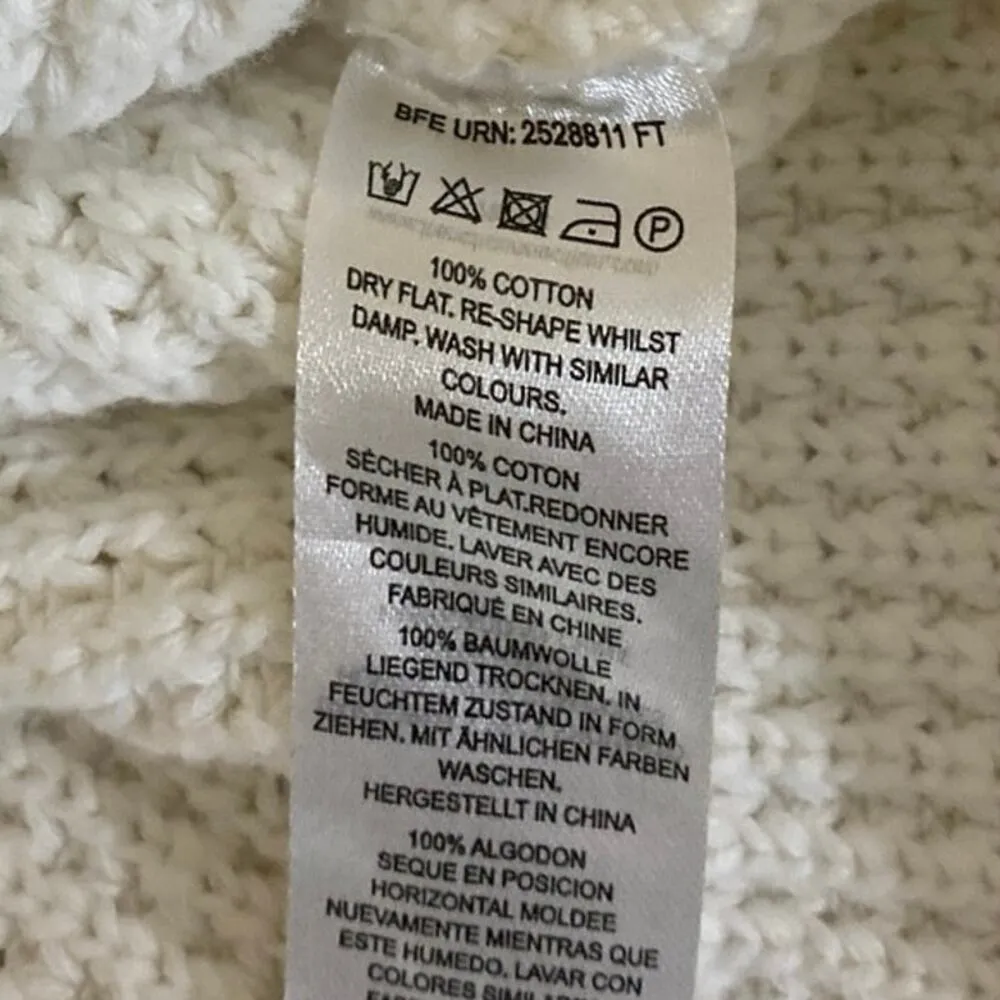 BFE URN: 2528811 FT
P
100% COTTON
DRY FLAT. RE-SHAPE WHILST
DAMP. WASH WITH SIMILAR
COLOURS.
MADE IN CHINA
100% COTON
SÉCHER À PLAT.REDONNER
FORME AU VÊTEMENT ENCORE
HUMIDE. LAVER AVEC DES
COULEURS SIMILAIRES.
FABRIQUÉ EN CHINE
100% BAUMWOLLE
LIEGEND TROCKNEN. IN
FEUCHTEM ZUSTAND IN FORM
ZIEHEN. MIT ÄHNLICHEN FARBEN
WASCHEN.
HERGESTELLT IN CHINA
100% ALGODON
SEQUE EN POSICION
HORIZONTAL MOLDEE
NUEVAMENTE MIENTRAS QUE
ESTE HUMEDO. LAVAR CON
COLORES